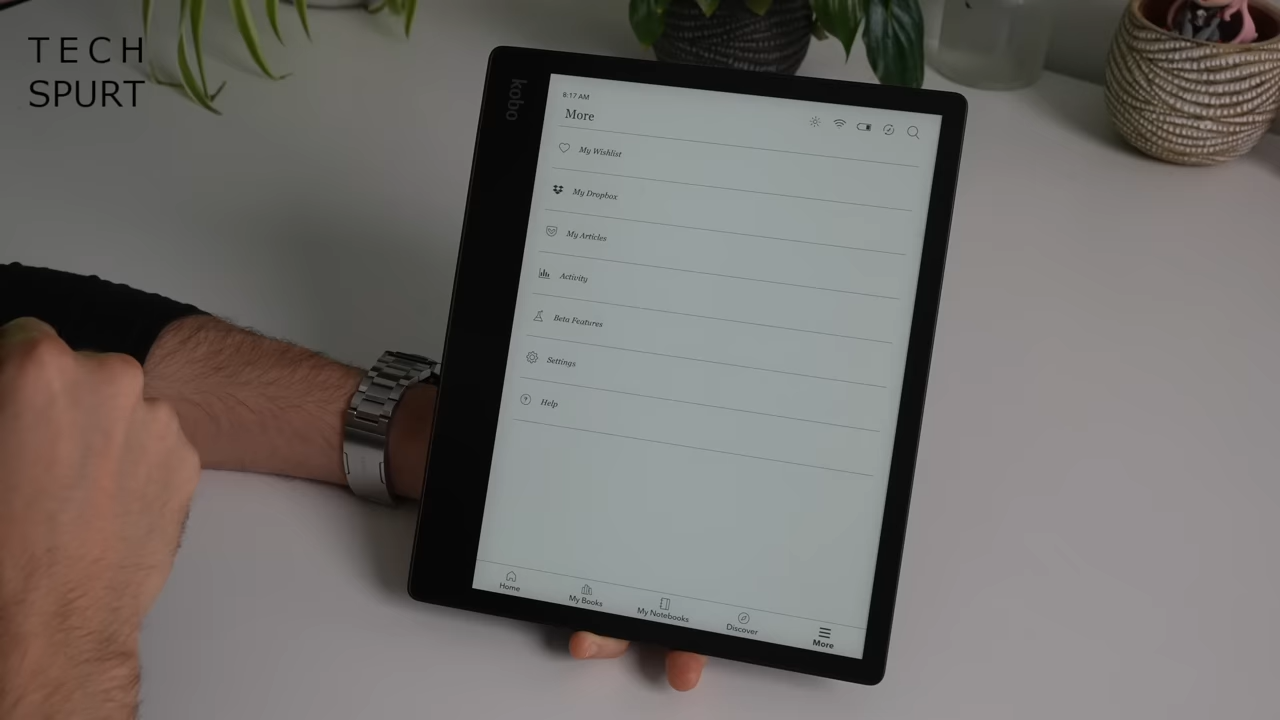 TECH
SPURT
kobo
8:17 AM
More
My Wishlist
My Dropbox
My Articles
Activity
Beta Features
Settings
Help
Home
My Books
My Notebooks
Discover
More